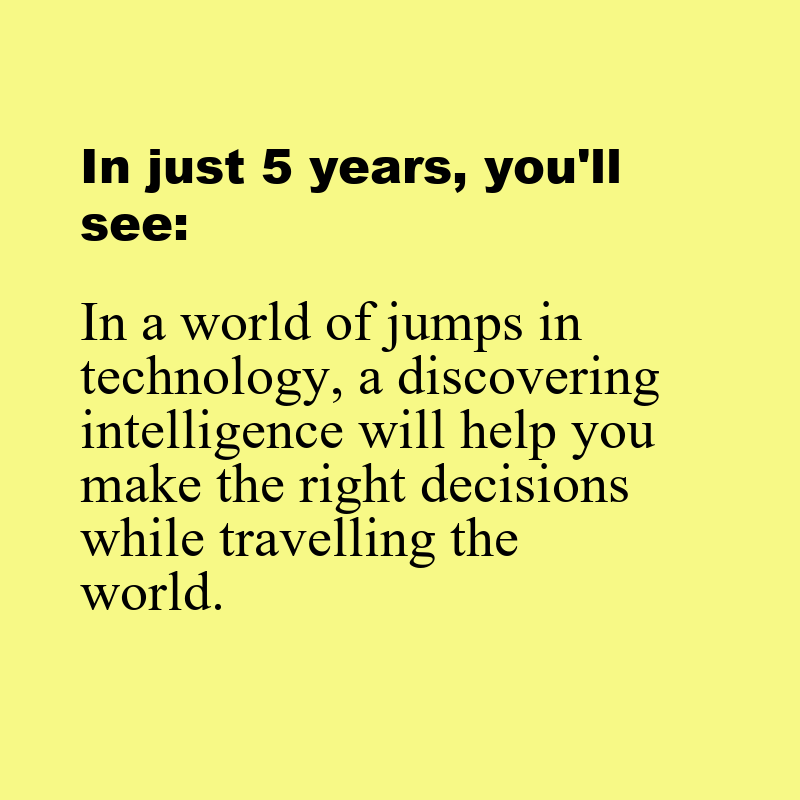 In just 5 years, you'll
see:
In a world of jumps in
technology, a discovering
intelligence will help you
make the right decisions
while travelling the
world.